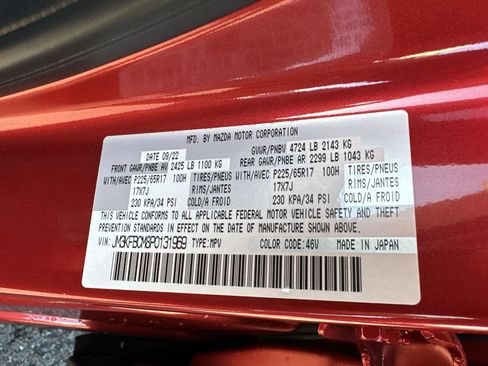 MFD. BY MAZDA MOTOR CORPORATION
DATE 09/22 GVWR/PNBV 4724 LB 2143 KG
FRONT GAWR/PNBE AV 2425 LB 1100 KG REAR GAWR/PNBE AR 2299 LB 1043 KG
WITH/AVEC P225/65R17 100H TIRES/PNEUS WITH/AVEC P225/65R17 100H TIRES/PNEUS
17X7J RIMS/JANTES 17X7J RIMS/JANTES
230 KPA/34 PSI COLD/A FROID 230 KPA/34 PSI COLD/A FROID
THIS VEHICLE CONFORMS TO ALL APPLICABLE FEDERAL MOTOR VEHICLE SAFETY AND THEFT
PREVENTION STANDARDS IN EFFECT ON THE DATE OF MANUFACTURE SHOWN ABOVE.
VIN: JM3KFBCM8P0131969 TYPE:MPV COLOR CODE: 46V MADE IN JAPAN